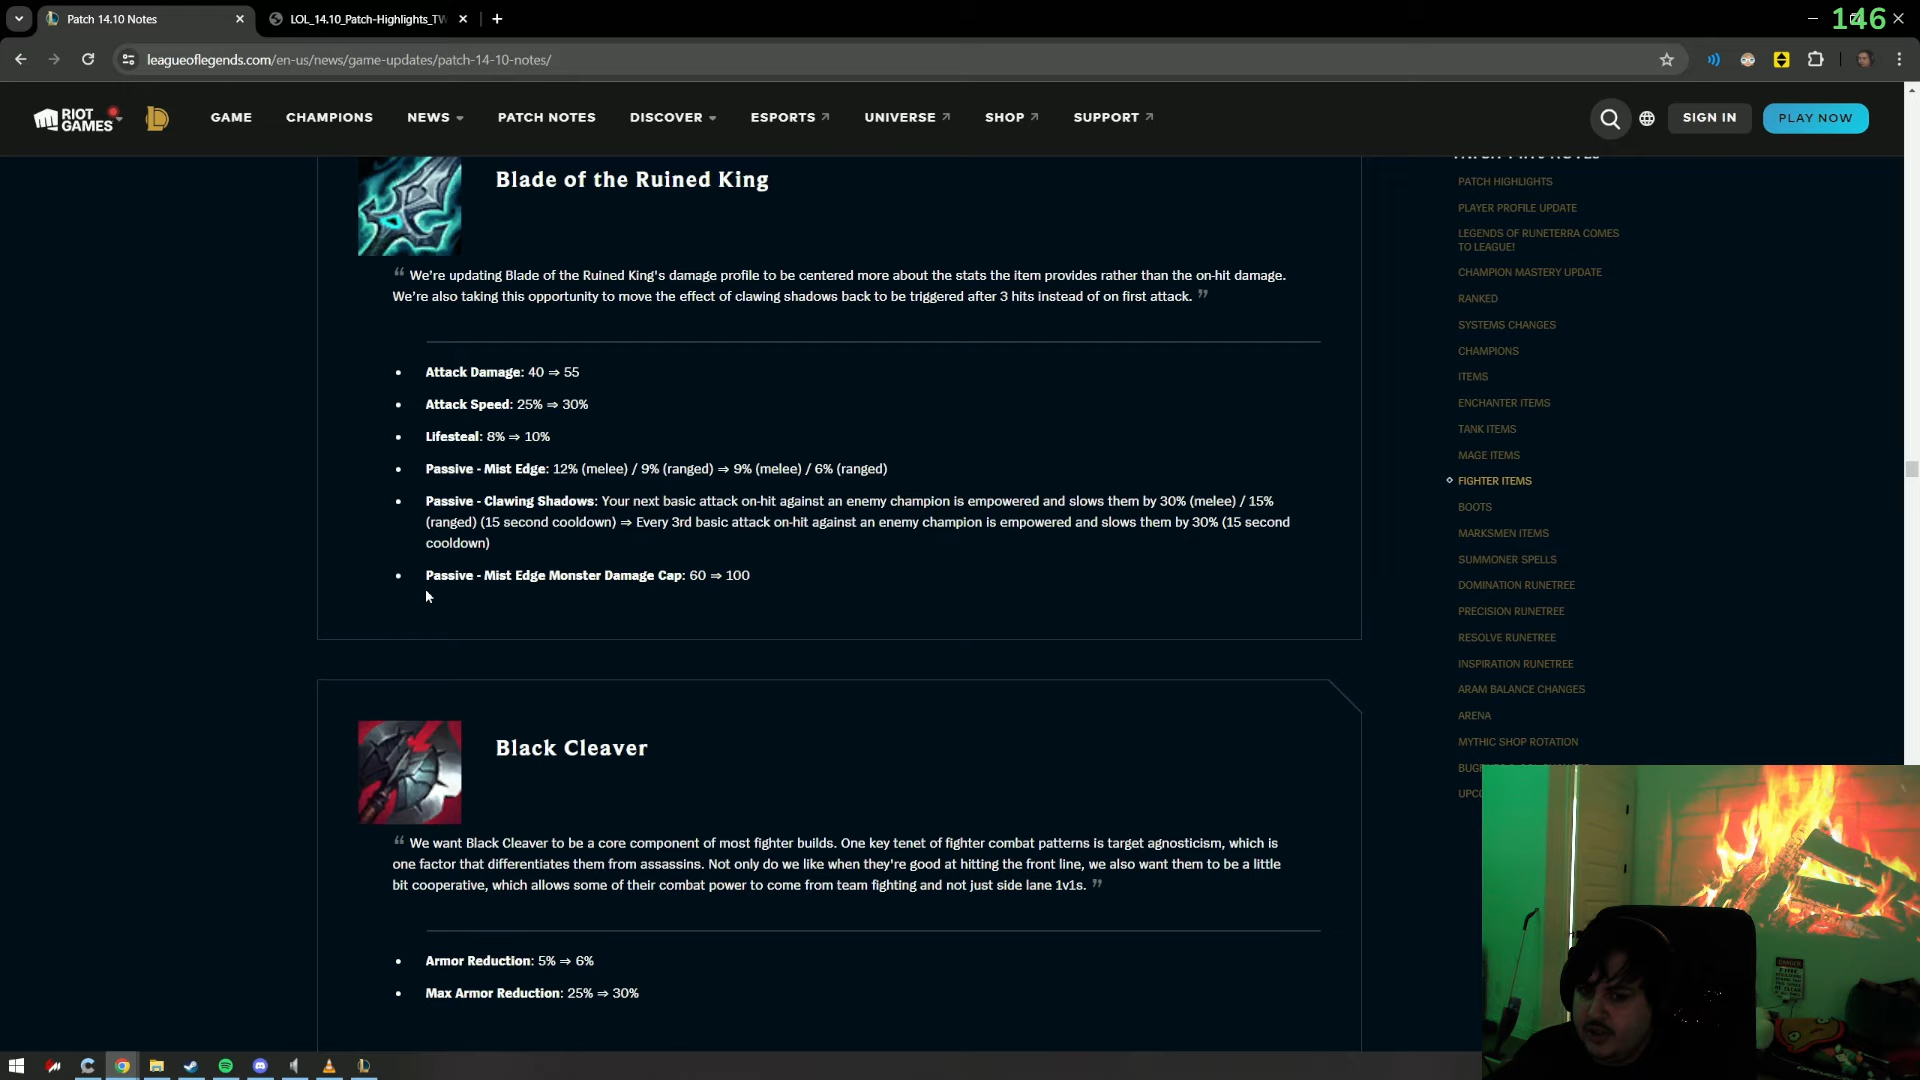 Patch 14.10 Notes
LOL_14.10_Patch-Highlights_TW
146
leagueoflegends.com/en-us/news/game-updates/patch-14-10-notes/
RIOT GAMES
GAME
CHAMPIONS
NEWS
PATCH NOTES
DISCOVER
ESPORTS
UNIVERSE
SHOP
SUPPORT
SIGN IN
PLAY NOW
Blade of the Ruined King
“ We're updating Blade of the Ruined King's damage profile to be centered more about the stats the item provides rather than the on-hit damage.
We're also taking this opportunity to move the effect of clawing shadows back to be triggered after 3 hits instead of on first attack. ”
• Attack Damage: 40 ⇒ 55
• Attack Speed: 25% ⇒ 30%
• Lifesteal: 8% ⇒ 10%
• Passive - Mist Edge: 12% (melee) / 9% (ranged) ⇒ 9% (melee) / 6% (ranged)
• Passive - Clawing Shadows: Your next basic attack on-hit against an enemy champion is empowered and slows them by 30% (melee) / 15%
(ranged) (15 second cooldown) ⇒ Every 3rd basic attack on-hit against an enemy champion is empowered and slows them by 30% (15 second
cooldown)
• Passive - Mist Edge Monster Damage Cap: 60 ⇒ 100
Black Cleaver
“ We want Black Cleaver to be a core component of most fighter builds. One key tenet of fighter combat patterns is target agnosticism, which is
one factor that differentiates them from assassins. Not only do we like when they're good at hitting the front line, we also want them to be a little
bit cooperative, which allows some of their combat power to come from team fighting and not just side lane 1v1s. ”
• Armor Reduction: 5% ⇒ 6%
• Max Armor Reduction: 25% ⇒ 30%
PATCH HIGHLIGHTS
PLAYER PROFILE UPDATE
LEGENDS OF RUNETERRA COMES
TO LEAGUE!
CHAMPION MASTERY UPDATE
RANKED
SYSTEMS CHANGES
CHAMPIONS
ITEMS
ENCHANTER ITEMS
TANK ITEMS
MAGE ITEMS
FIGHTER ITEMS
BOOTS
MARKSMEN ITEMS
SUMMONER SPELLS
DOMINATION RUNETREE
PRECISION RUNETREE
RESOLVE RUNETREE
INSPIRATION RUNETREE
ARAM BALANCE CHANGES
ARENA
MYTHIC SHOP ROTATION
DANGER